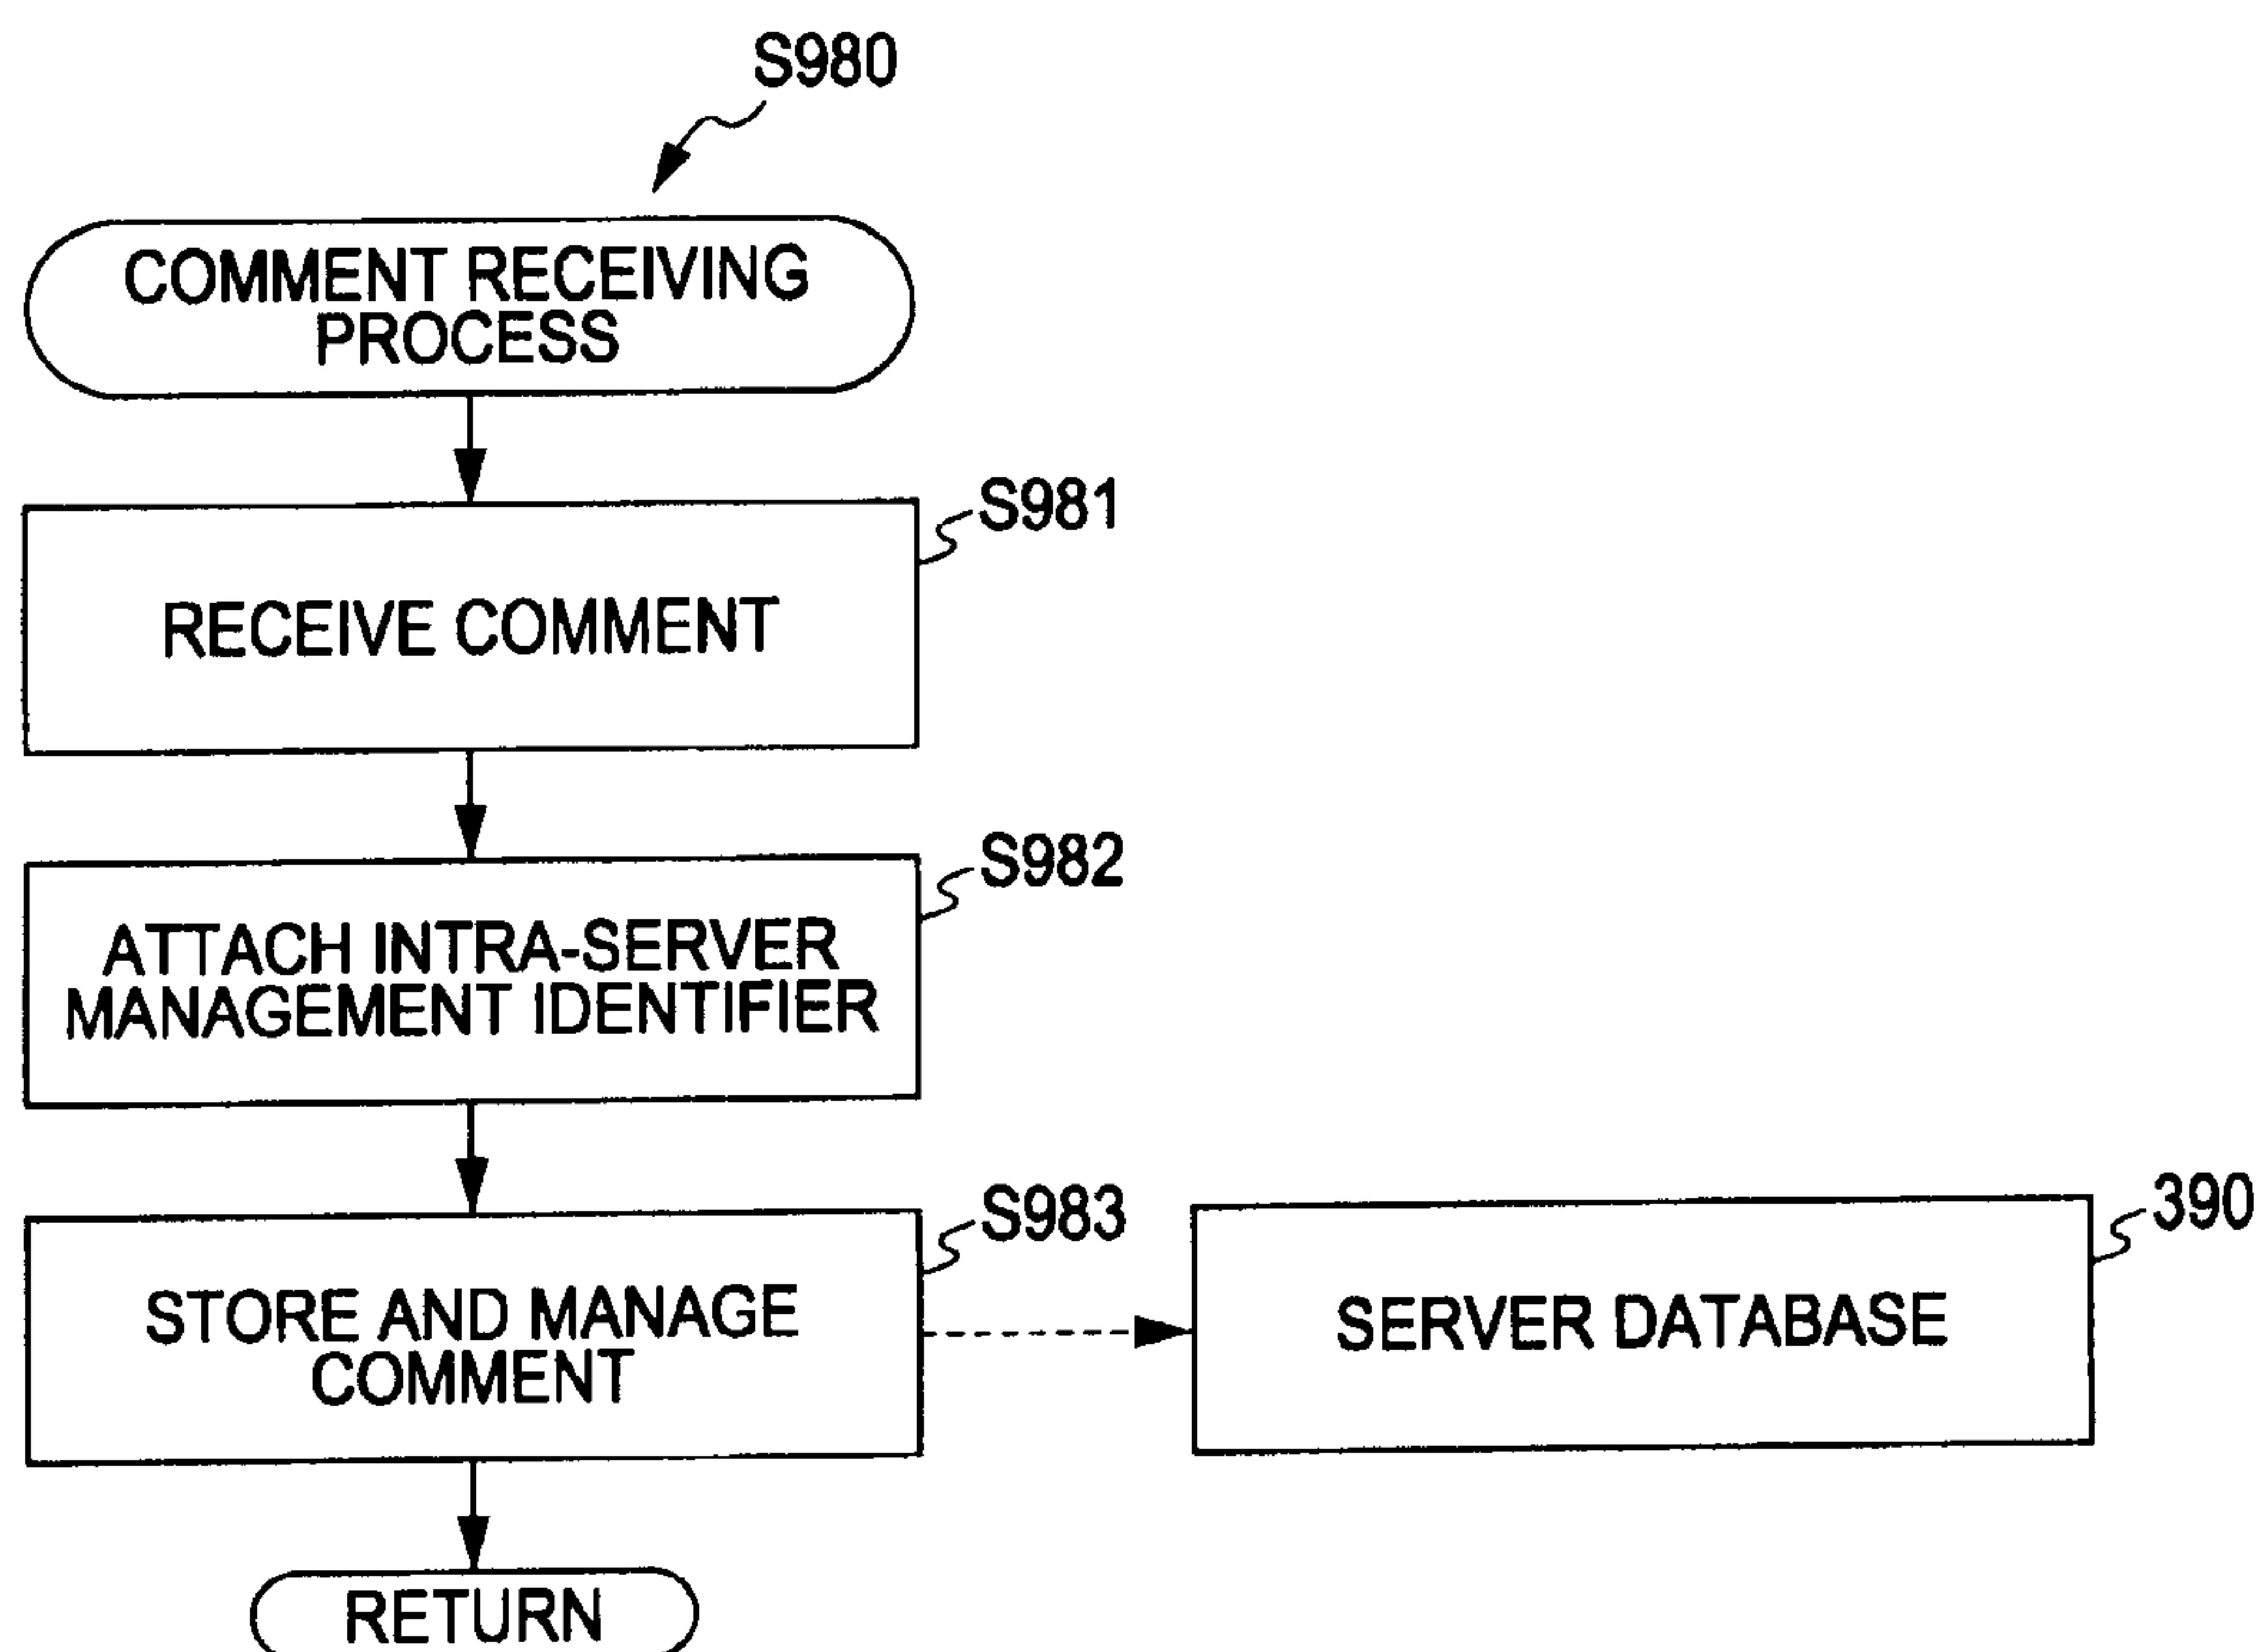 S980
COMMENT RECEIVING
PROCESS
S981
RECEIVE COMMENT
S982
ATTACH INTRA-SERVER
MANAGEMENT IDENTIFIER
S983
STORE AND MANAGE
COMMENT
390
SERVER DATABASE
RETURN